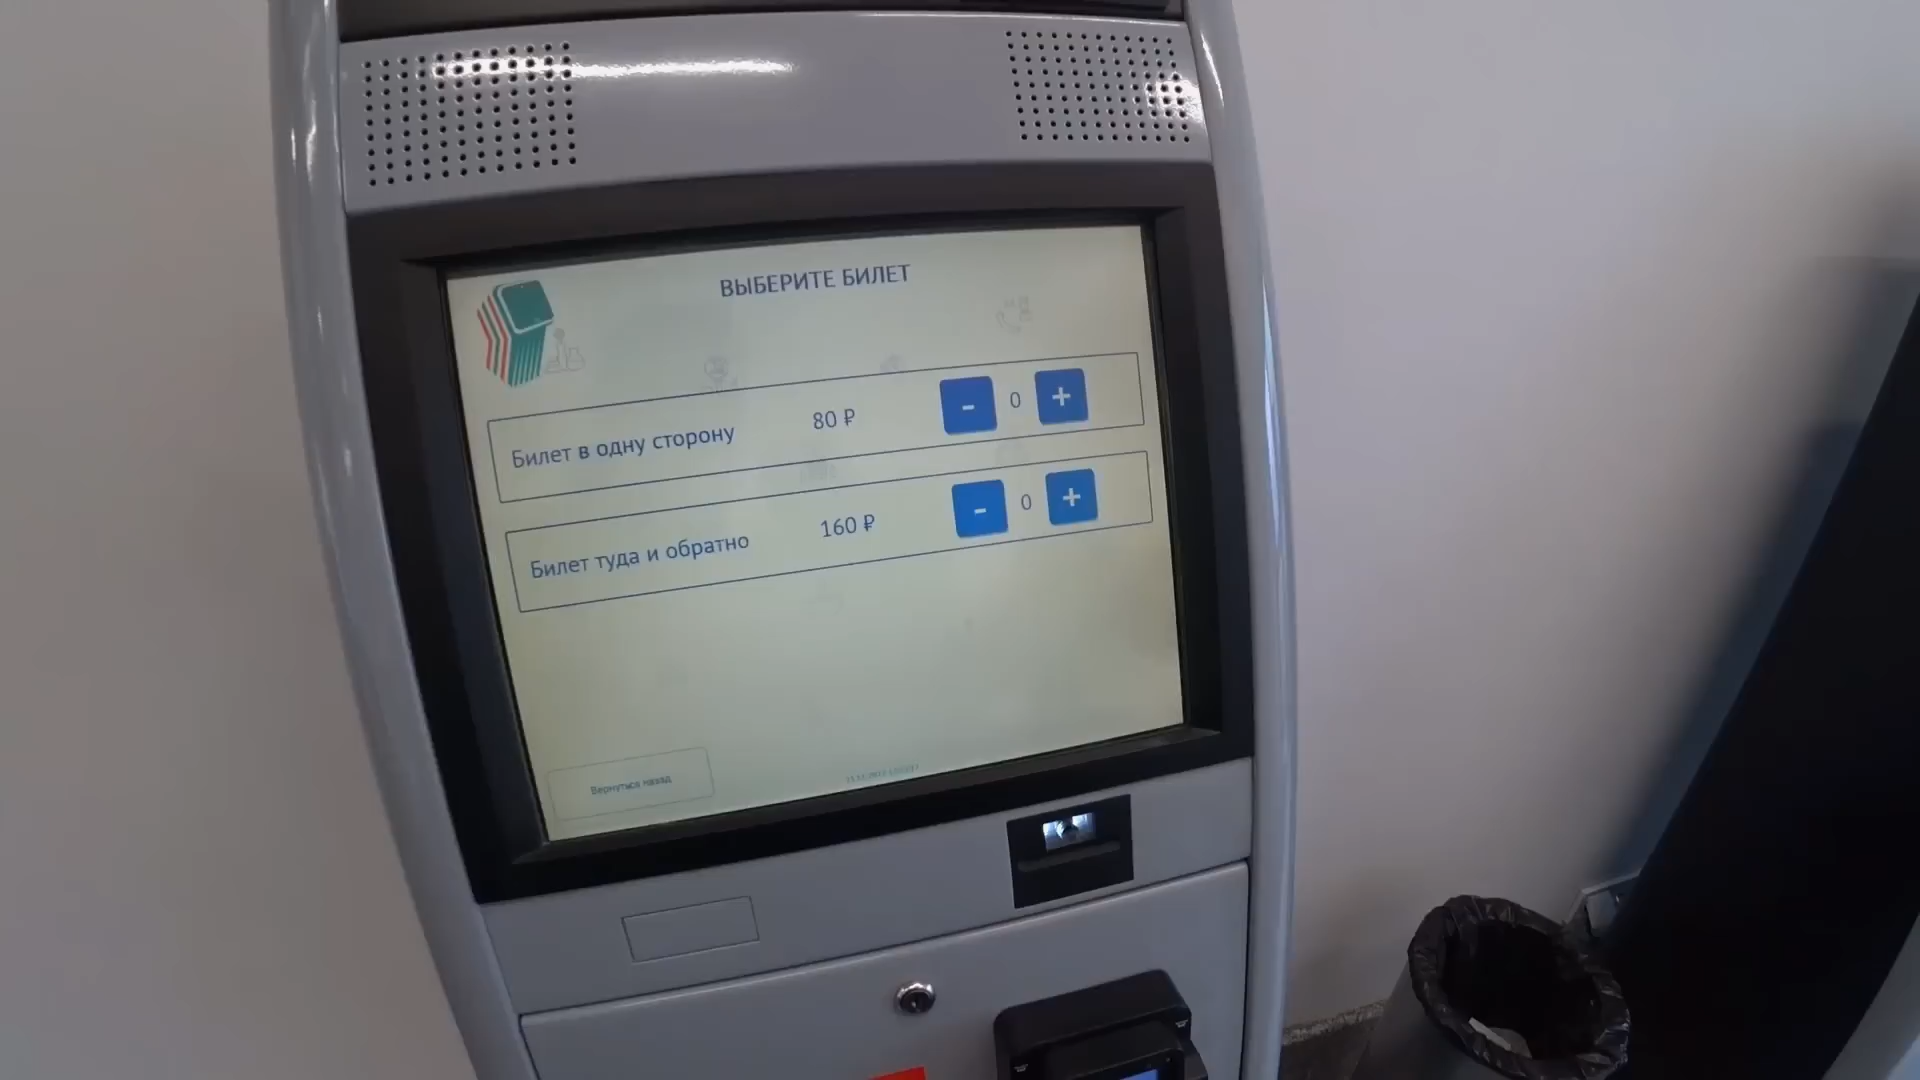 ВЫБЕРИТЕ БИЛЕТ
Билет в одну сторону 80 ₽ - 0 +
Билет туда и обратно 160 ₽ - 0 +
Вернуться назад